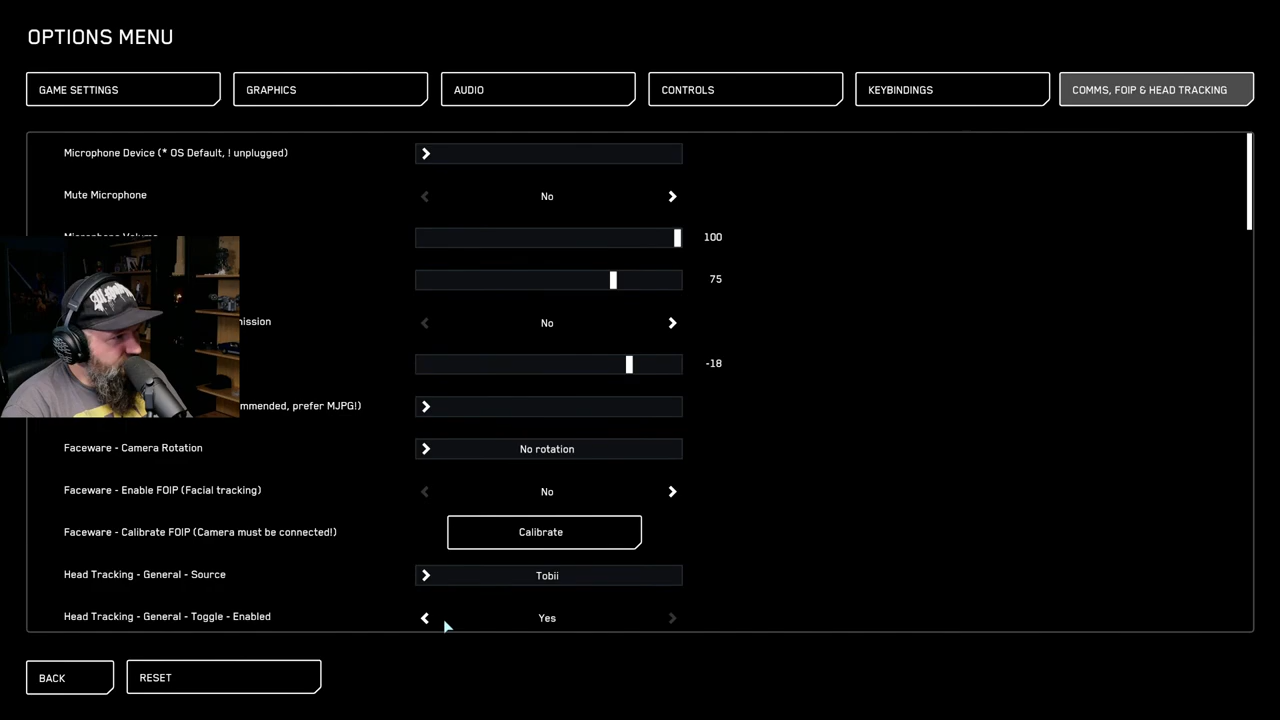 OPTIONS MENU
GAME SETTINGS
GRAPHICS
AUDIO
CONTROLS
KEYBINDINGS
COMMS, FOIP & HEAD TRACKING
Microphone Device (* OS Default, ! unplugged)
Mute Microphone
No
Microphone Volume
100
75
ission
No
-18
mmended, prefer MJPG!)
Faceware - Camera Rotation
No rotation
Faceware - Enable FOIP (Facial tracking)
No
Faceware - Calibrate FOIP (Camera must be connected!)
Calibrate
Head Tracking - General - Source
Tobii
Head Tracking - General - Toggle - Enabled
Yes
BACK
RESET